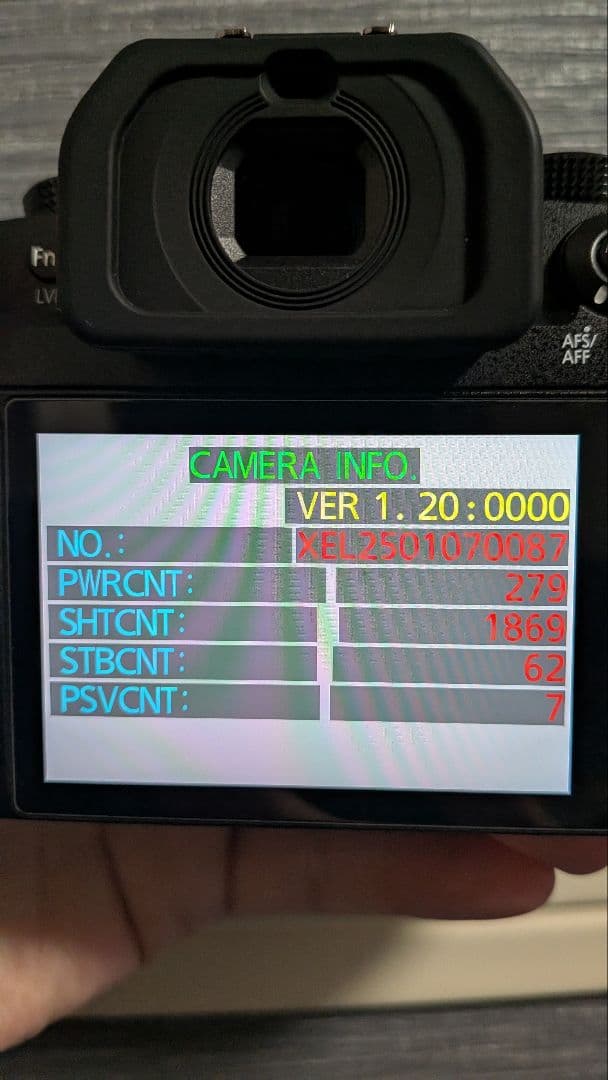 Fn
LV
AFS/
AFF
CAMERA INFO.
VER 1. 20:0000
NO.: XEL2501070087
PWRCNT: 279
SHTCNT: 1869
STBCNT: 62
PSVCNT: 7